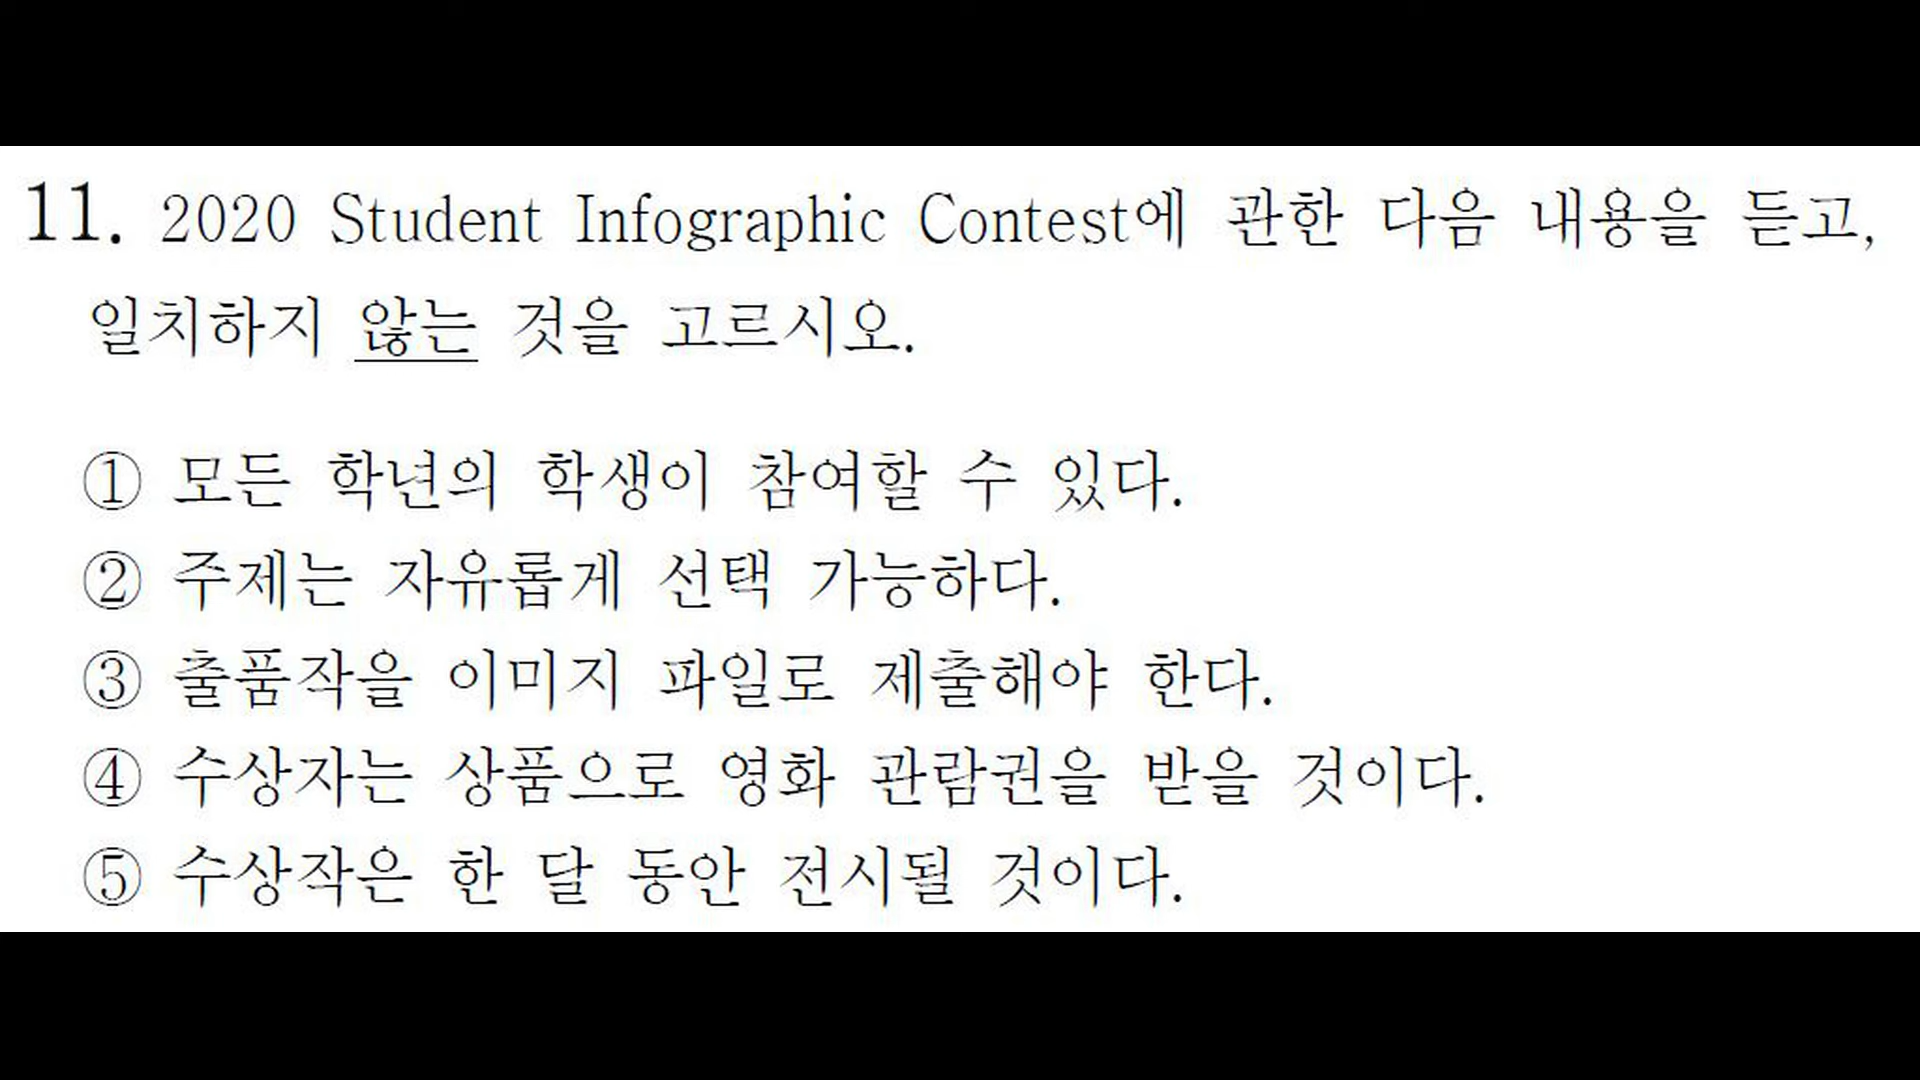 11. 2020 Student Infographic Contest에 관한 다음 내용을 듣고,
일치하지 않는 것을 고르시오.
① 모든 학년의 학생이 참여할 수 있다.
② 주제는 자유롭게 선택 가능하다.
③ 출품작을 이미지 파일로 제출해야 한다.
④ 수상자는 상품으로 영화 관람권을 받을 것이다.
⑤ 수상작은 한 달 동안 전시될 것이다.